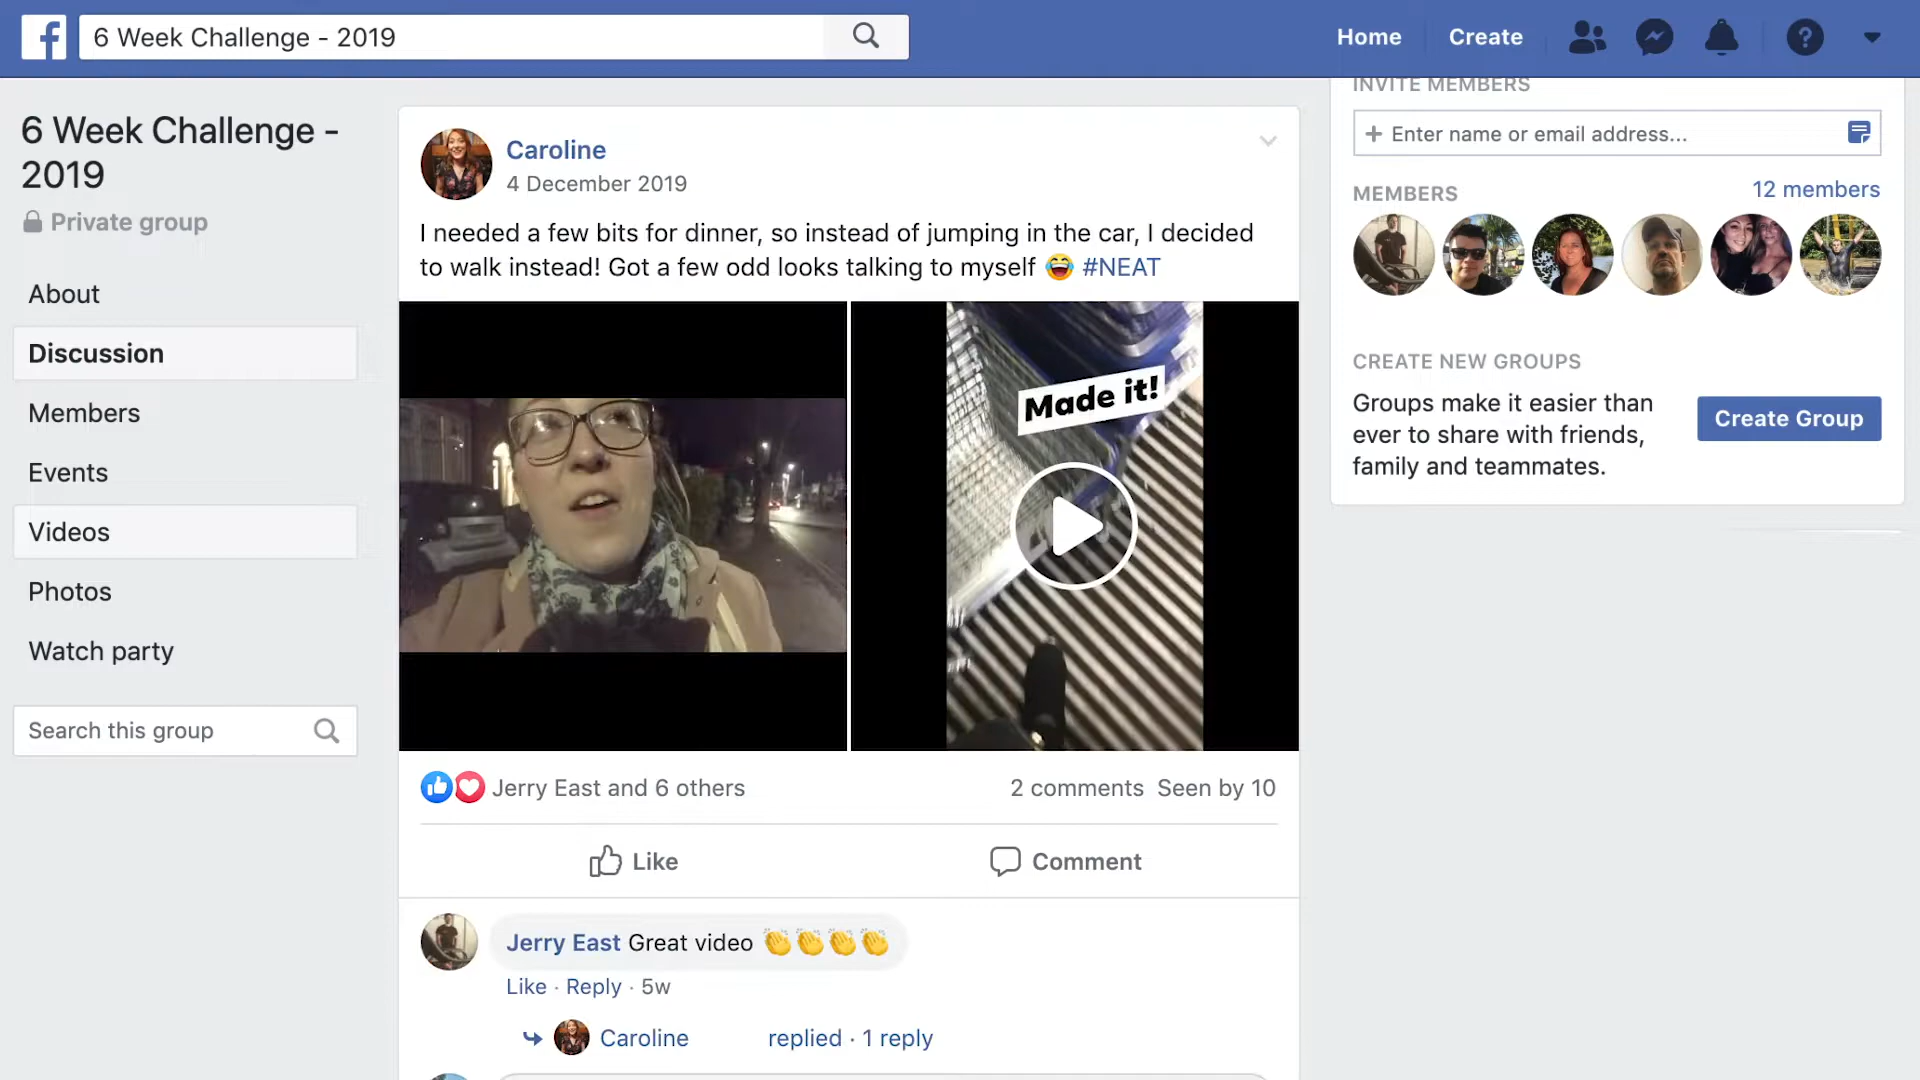 6 Week Challenge - 2019
Home
Create
6 Week Challenge -
2019
Private group
About
Discussion
Members
Events
Videos
Photos
Watch party
Search this group
Caroline
4 December 2019
I needed a few bits for dinner, so instead of jumping in the car, I decided
to walk instead! Got a few odd looks talking to myself 😂 #NEAT
Made it!
Jerry East and 6 others
2 comments Seen by 10
Like
Comment
Jerry East Great video 👏👏👏👏
Like · Reply · 5w
Caroline replied · 1 reply
INVITE MEMBERS
+ Enter name or email address...
MEMBERS
12 members
CREATE NEW GROUPS
Groups make it easier than
ever to share with friends,
family and teammates.
Create Group